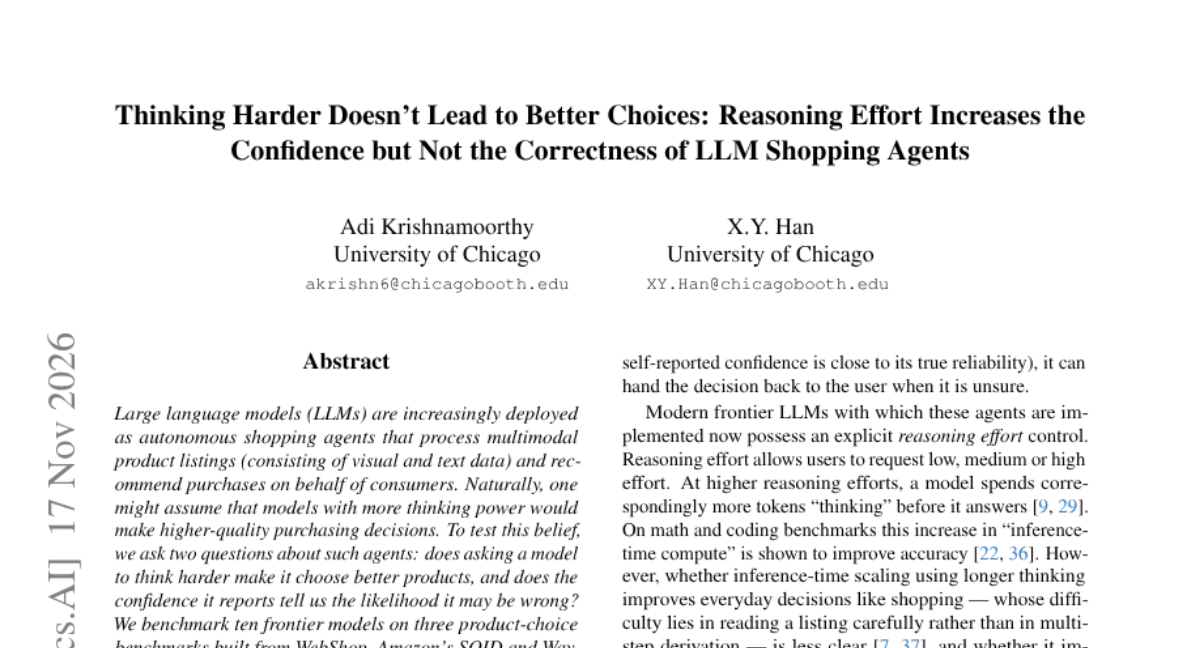 Thinking Harder Doesn't Lead to Better Choices: Reasoning Effort Increases the
Confidence but Not the Correctness of LLM Shopping Agents
Adi Krishnamoorthy
University of Chicago
akrishn6@chicagobooth.edu
X.Y. Han
University of Chicago
XY.Han@chicagobooth.edu
cs.AI] 17 Nov 2026
Abstract
Large language models (LLMs) are increasingly deployed
as autonomous shopping agents that process multimodal
product listings (consisting of visual and text data) and rec-
ommend purchases on behalf of consumers. Naturally, one
might assume that models with more thinking power would
make higher-quality purchasing decisions. To test this belief,
we ask two questions about such agents: does asking a model
to think harder make it choose better products, and does the
confidence it reports tell us the likelihood it may be wrong?
We benchmark ten frontier models on three product-choice
benchmarks built from WebShop, Amazon's SQID and Way-
self-reported confidence is close to its true reliability), it can
hand the decision back to the user when it is unsure.
Modern frontier LLMs with which these agents are im-
plemented now possess an explicit reasoning effort control.
Reasoning effort allows users to request low, medium or high
effort. At higher reasoning efforts, a model spends corre-
spondingly more tokens “thinking” before it answers [9, 29].
On math and coding benchmarks this increase in “inference-
time compute” is shown to improve accuracy [22, 36]. How-
ever, whether inference-time scaling using longer thinking
improves everyday decisions like shopping — whose diffi-
culty lies in reading a listing carefully rather than in multi-
step derivation — is less clear [7, 37], and whether it im-